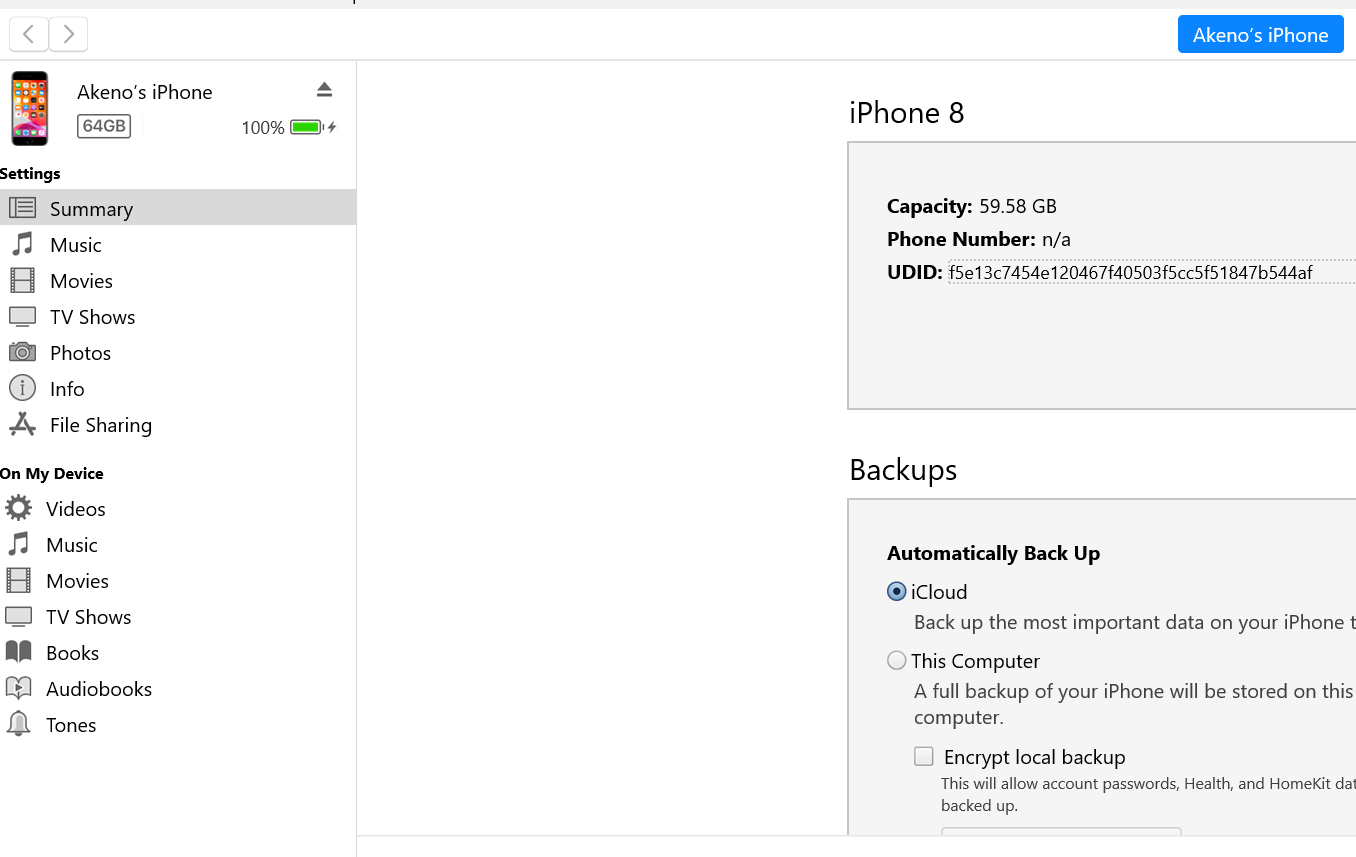 Akeno’s iPhone
Akeno’s iPhone
64GB
100%
Settings
Summary
Music
Movies
TV Shows
Photos
Info
File Sharing
On My Device
Videos
Music
Movies
TV Shows
Books
Audiobooks
Tones
iPhone 8
Capacity: 59.58 GB
Phone Number: n/a
UDID: f5e13c7454e120467f40503f5cc5f51847b544af
Backups
Automatically Back Up
iCloud
Back up the most important data on your iPhone t
This Computer
A full backup of your iPhone will be stored on this
computer.
Encrypt local backup
This will allow account passwords, Health, and HomeKit dat
backed up.